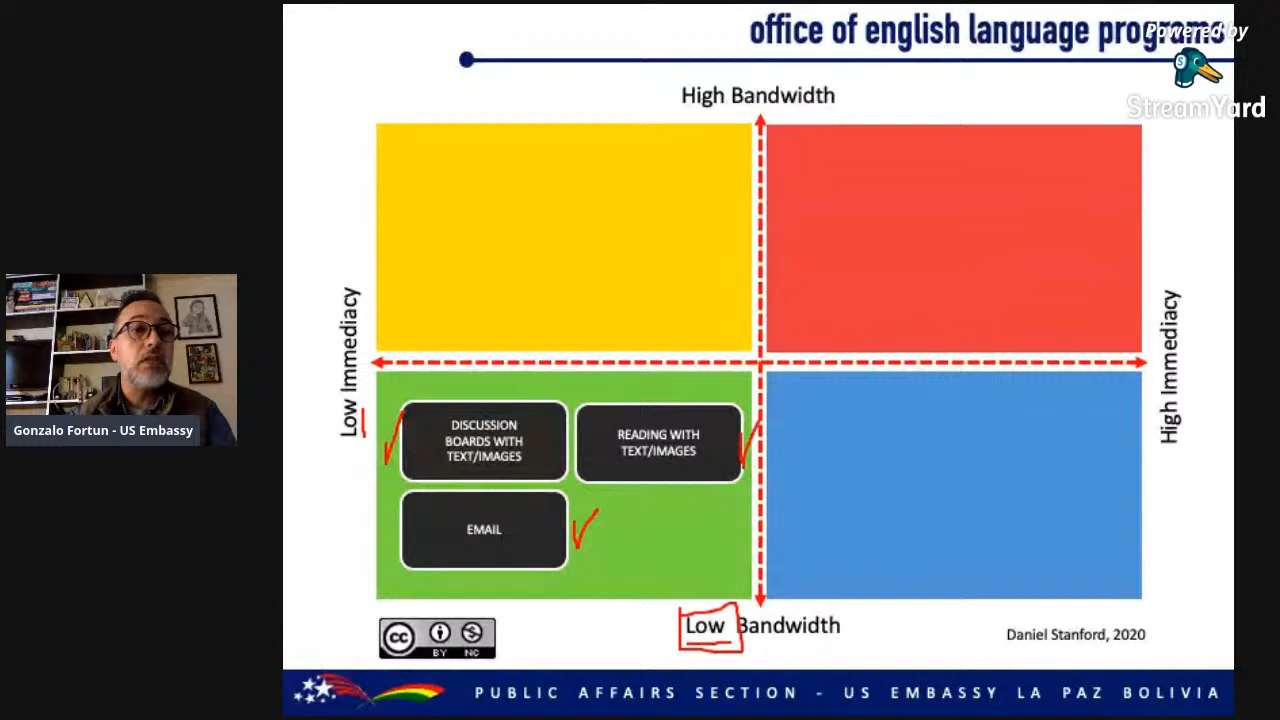 office of english language programs
Powered by
StreamYard
High Bandwidth
Low Immediacy
High Immediacy
DISCUSSION
BOARDS WITH
TEXT/IMAGES
READING WITH
TEXT/IMAGES
EMAIL
Gonzalo Fortun - US Embassy
Low Bandwidth
Daniel Stanford, 2020
cc
BY NC
PUBLIC AFFAIRS SECTION - US EMBASSY LA PAZ BOLIVIA